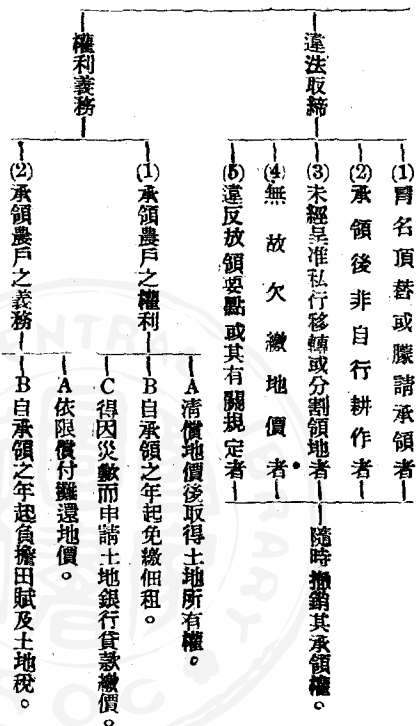 違法取締
(1)冒名頂替或朦請承領者
(2)承領後非自行耕作者
(3)未經呈准私行移轉或分割領地者
(4)無故欠繳地價者
(5)違反放領要點或其有關規定者
隨時撤銷其承領權。
權利義務
(1)承領農戶之權利
A清償地價後取得土地所有權。
B自承領之年起免繳佃租。
C得因災歉而申請土地銀行貸款繳價。
(2)承領農戶之義務
A依限償付攤還地價。
B自承領之年起負擔田賦及土地稅。